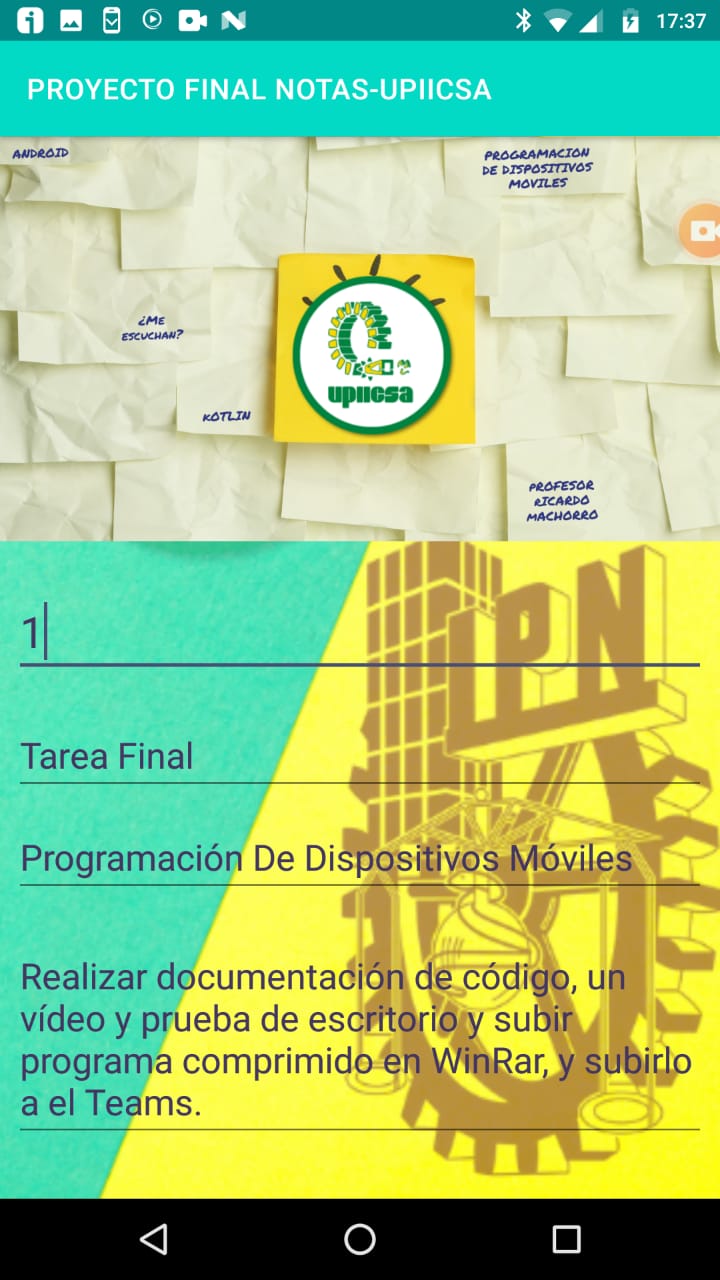 17:37
PROYECTO FINAL NOTAS-UPIICSA
ANDROID
PROGRAMACION
DE DISPOSITIVOS
MOVILES
¿ME
ESCUCHAN?
upiicsa
KOTLIN
PROFESOR
RICARDO
MACHORRO
IPN
1
Tarea Final
Programación De Dispositivos Móviles
Realizar documentación de código, un
vídeo y prueba de escritorio y subir
programa comprimido en WinRar, y subirlo
a el Teams.